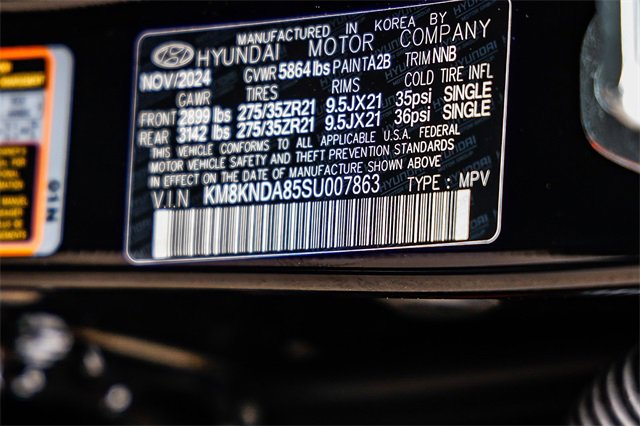 MANUFACTURED IN KOREA BY
HYUNDAI MOTOR COMPANY
NOV/2024 GVWR 5864 lbs PAINT A2B TRIM NNB
GAWR TIRES RIMS COLD TIRE INFL
FRONT 2899 lbs 275/35ZR21 9.5JX21 35psi SINGLE
REAR 3142 lbs 275/35ZR21 9.5JX21 36psi SINGLE
THIS VEHICLE CONFORMS TO ALL APPLICABLE U.S.A. FEDERAL
MOTOR VEHICLE SAFETY AND THEFT PREVENTION STANDARDS
IN EFFECT ON THE DATE OF MANUFACTURE SHOWN ABOVE
V.I.N KM8KNDA85SU007863 TYPE : MPV